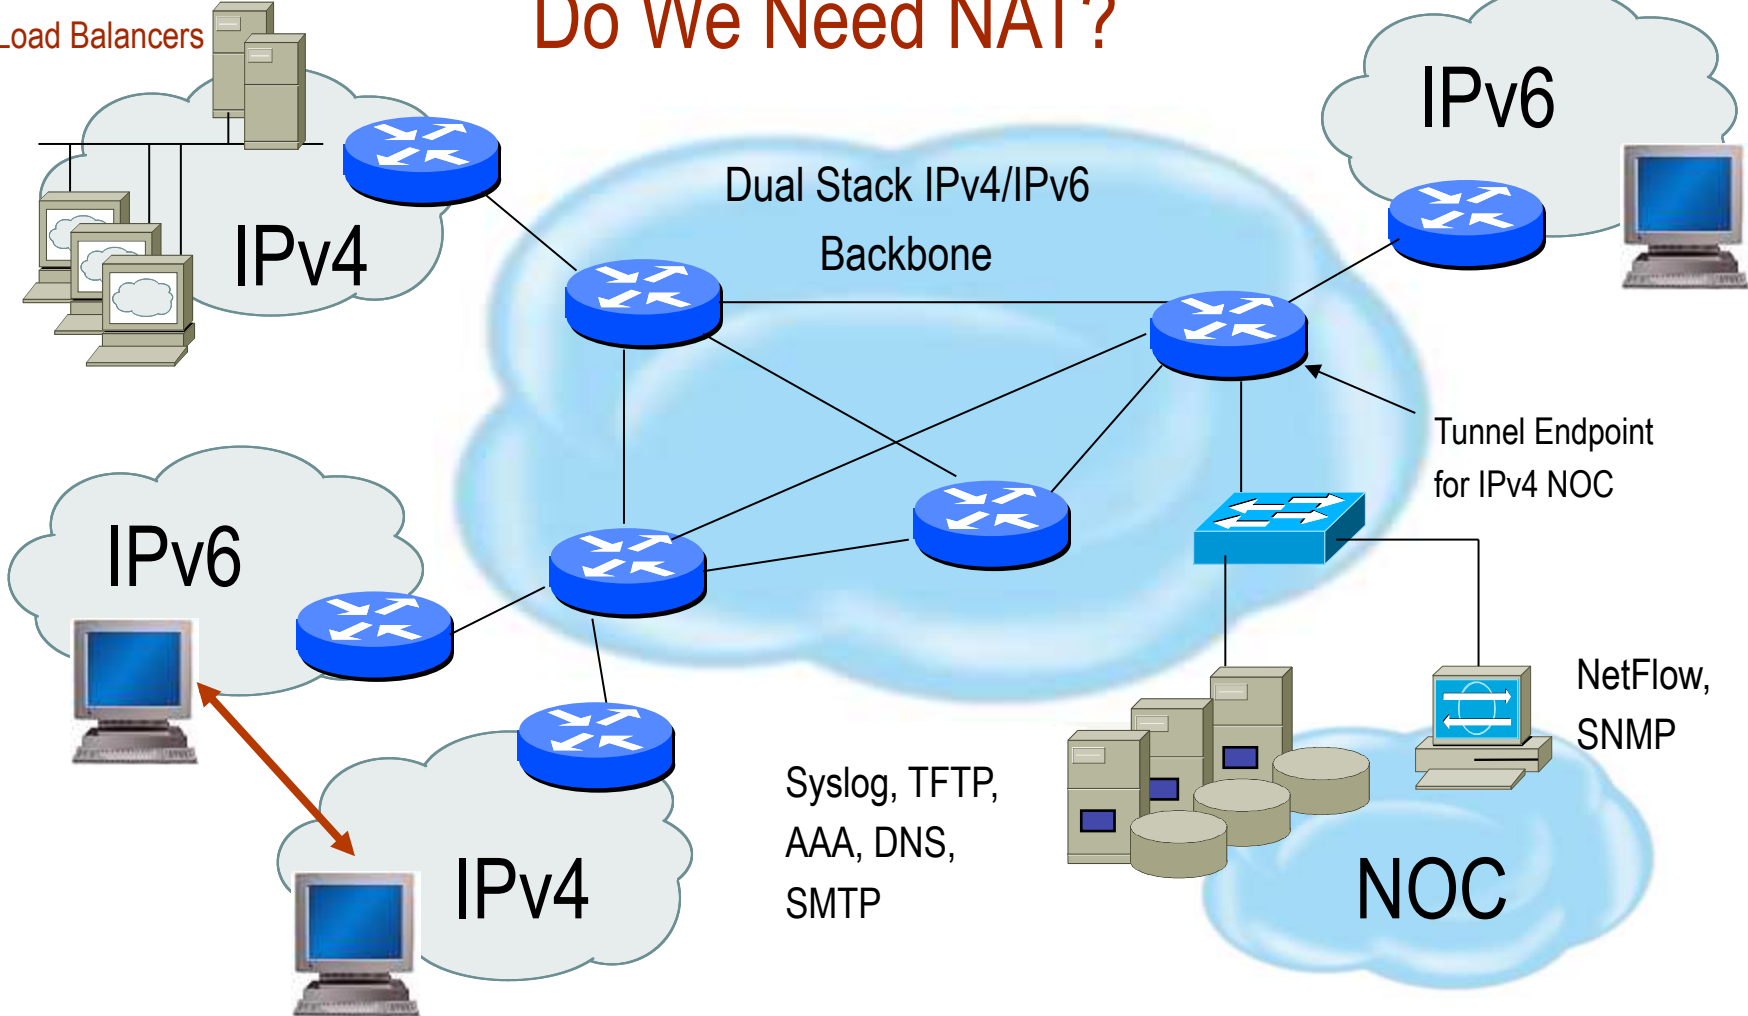 Do We Need NAT?
Load Balancers
IPv6
Dual Stack IPv4/IPv6
Backbone
IPv4
Tunnel Endpoint
for IPv4 NOC
IPv6
NetFlow,
SNMP
Syslog, TFTP,
AAA, DNS,
SMTP
IPv4
NOC